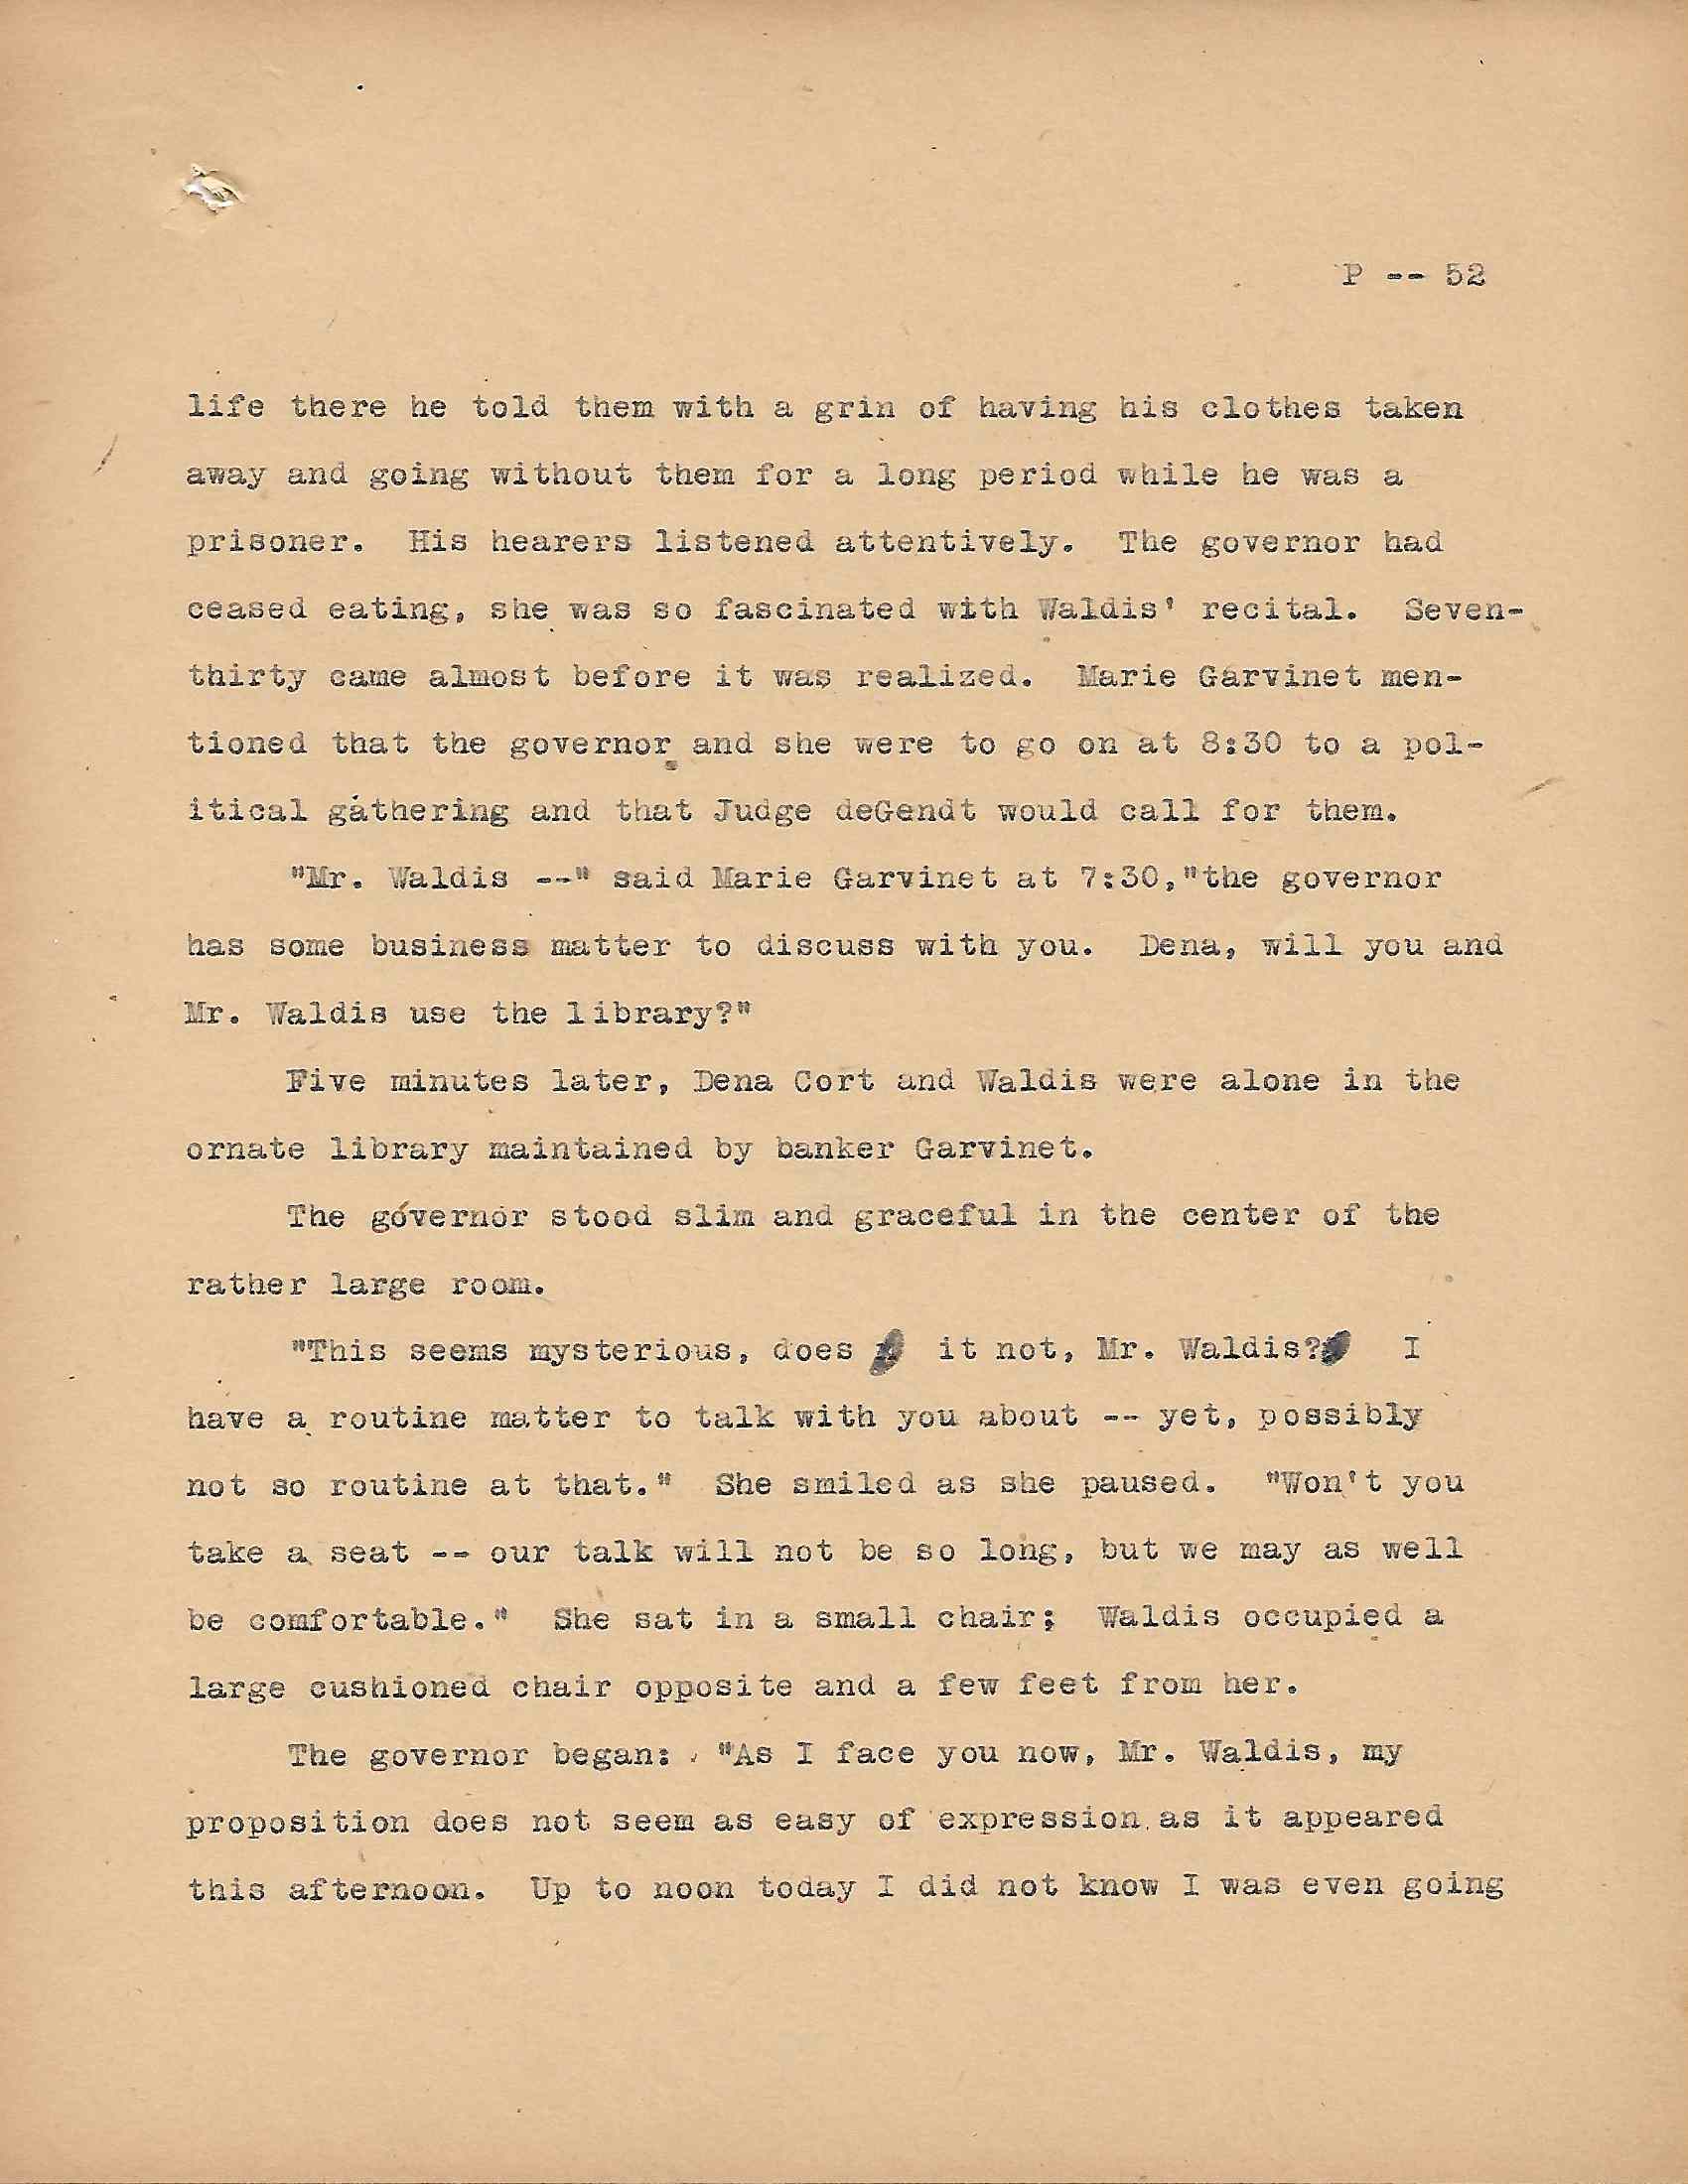 P -- 52
life there he told them with a grin of having his clothes taken
away and going without them for a long period while he was a
prisoner. His hearers listened attentively. The governor had
ceased eating, she was so fascinated with Waldis' recital. Seven-
thirty came almost before it was realized. Marie Garvinet men-
tioned that the governor and she were to go on at 8:30 to a pol-
itical gathering and that Judge deGendt would call for them.
"Mr. Waldis --" said Marie Garvinet at 7:30,"the governor
has some business matter to discuss with you. Dena, will you and
Mr. Waldis use the library?"
Five minutes later, Dena Cort and Waldis were alone in the
ornate library maintained by banker Garvinet.
The governor stood slim and graceful in the center of the
rather large room.
"This seems mysterious, does it not, Mr. Waldis? I
have a routine matter to talk with you about -- yet, possibly
not so routine at that." She smiled as she paused. "Won't you
take a seat -- our talk will not be so long, but we may as well
be comfortable." She sat in a small chair; Waldis occupied a
large cushioned chair opposite and a few feet from her.
The governor began: "As I face you now, Mr. Waldis, my
proposition does not seem as easy of expression as it appeared
this afternoon. Up to noon today I did not know I was even going